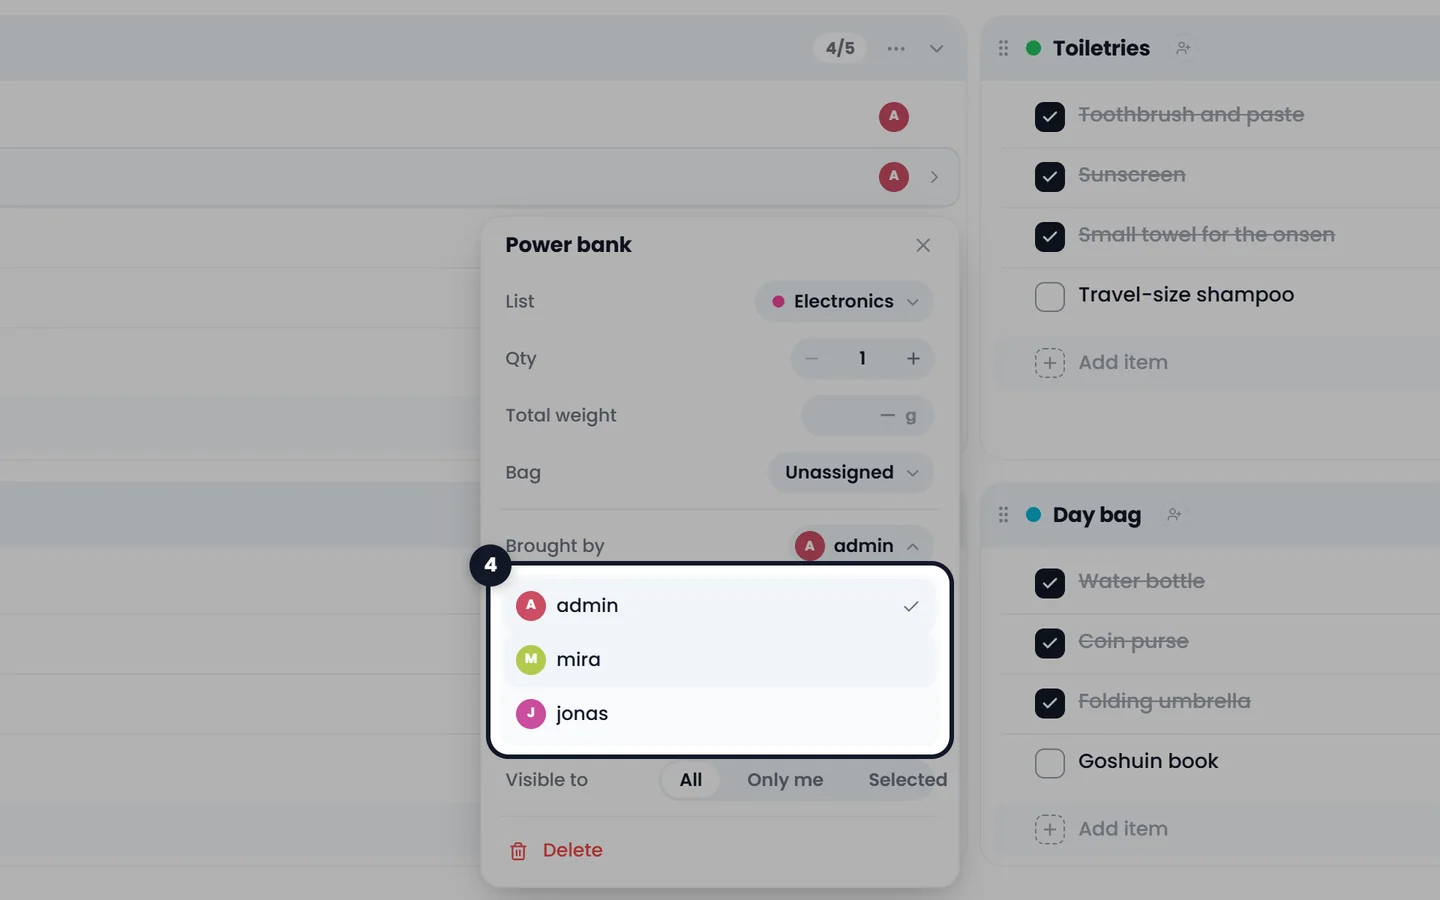 4/5
A
A
Power bank
List
Electronics
Qty
1
Total weight
— g
Bag
Unassigned
Brought by
A admin
4
A admin
M mira
J jonas
Visible to
All
Only me
Selected
Delete
Toiletries
Toothbrush and paste
Sunscreen
Small towel for the onsen
Travel-size shampoo
Add item
Day bag
Water bottle
Coin purse
Folding umbrella
Goshuin book
Add item